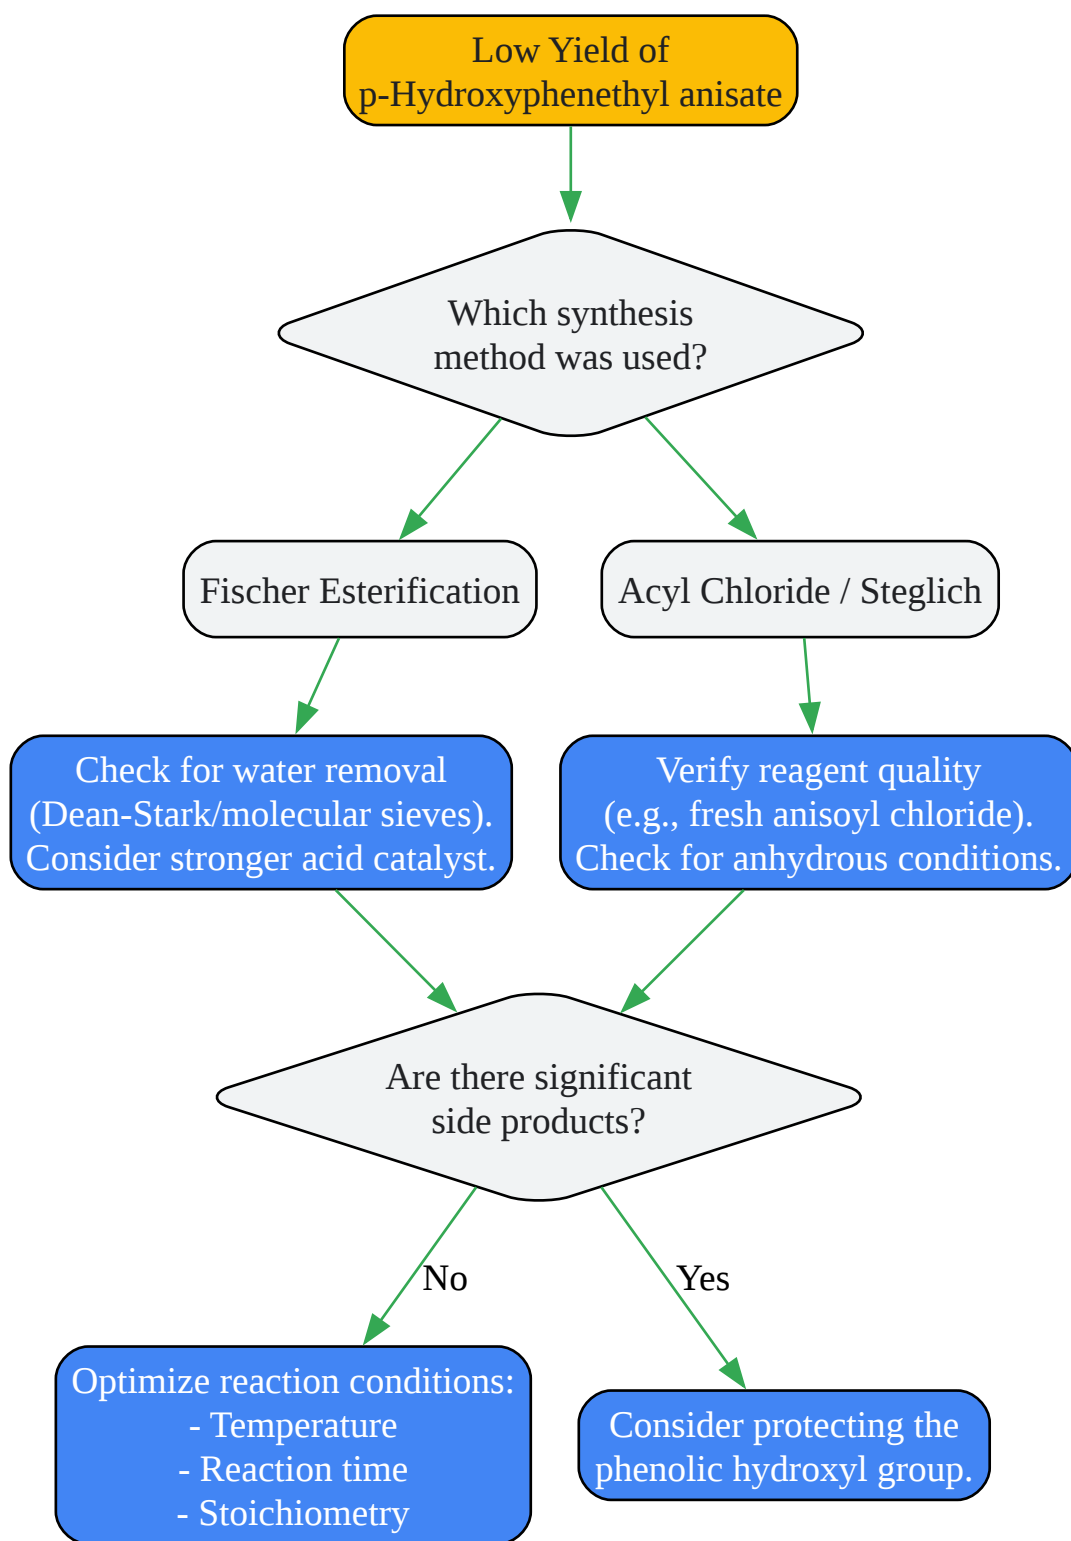 Low Yield of
p-Hydroxyphenethyl anisate
Which synthesis
method was used?
Fischer Esterification
Acyl Chloride / Steglich
Check for water removal
(Dean-Stark/molecular sieves).
Consider stronger acid catalyst.
Verify reagent quality
(e.g., fresh anisoyl chloride).
Check for anhydrous conditions.
Are there significant
side products?
No
Yes
Optimize reaction conditions:
- Temperature
- Reaction time
- Stoichiometry
Consider protecting the
phenolic hydroxyl group.